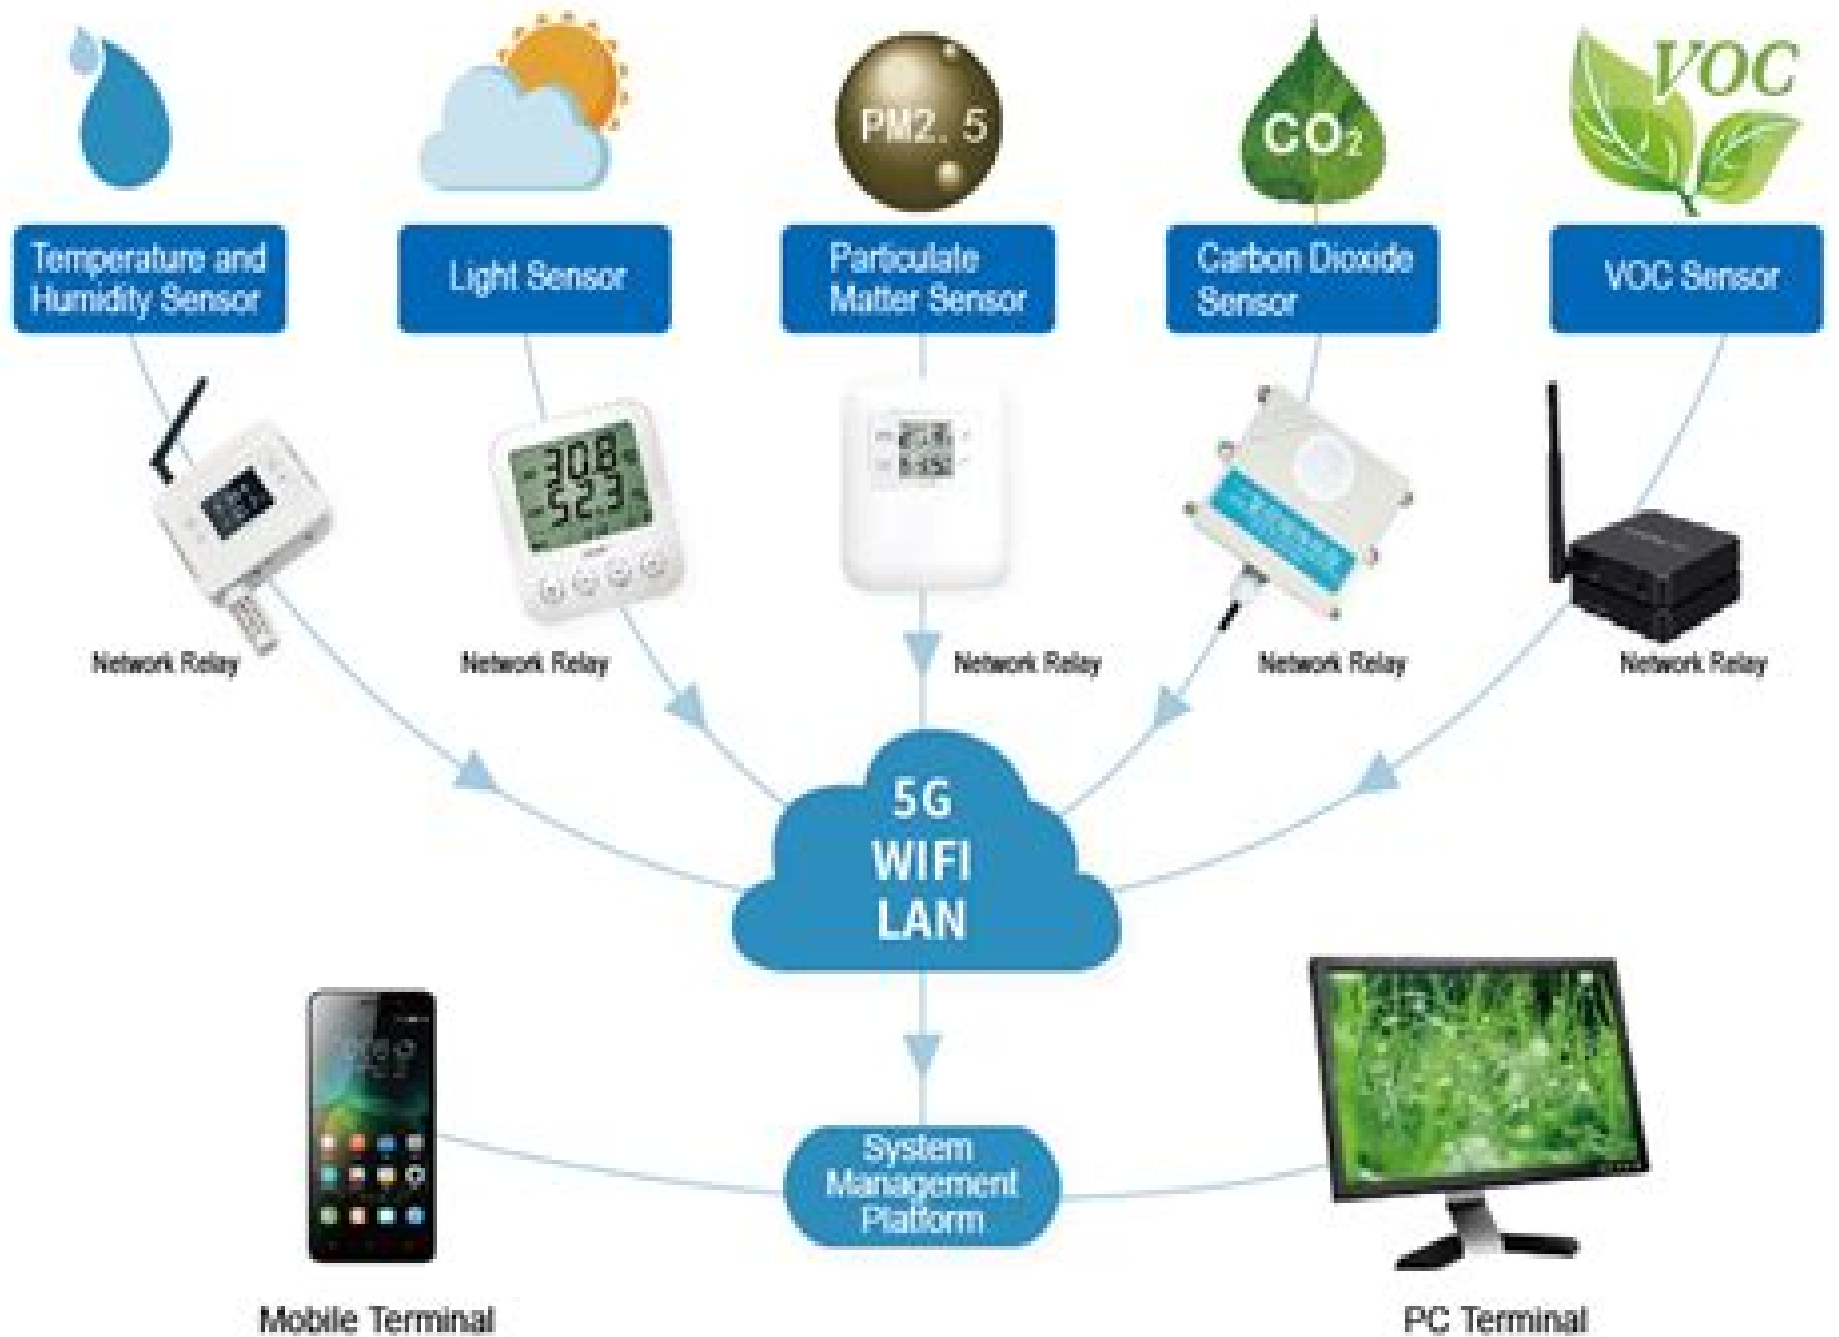 PM2. 5
CO2
VOC
Temperature and
Humidity Sensor
Light Sensor
Particulate
Matter Sensor
Carbon Dioxide
Sensor
VOC Sensor
30.8
52.3
Network Relay
Network Relay
Network Relay
Network Relay
Network Relay
5G
WIFI
LAN
System
Management
Platform
Mobile Terminal
PC Terminal